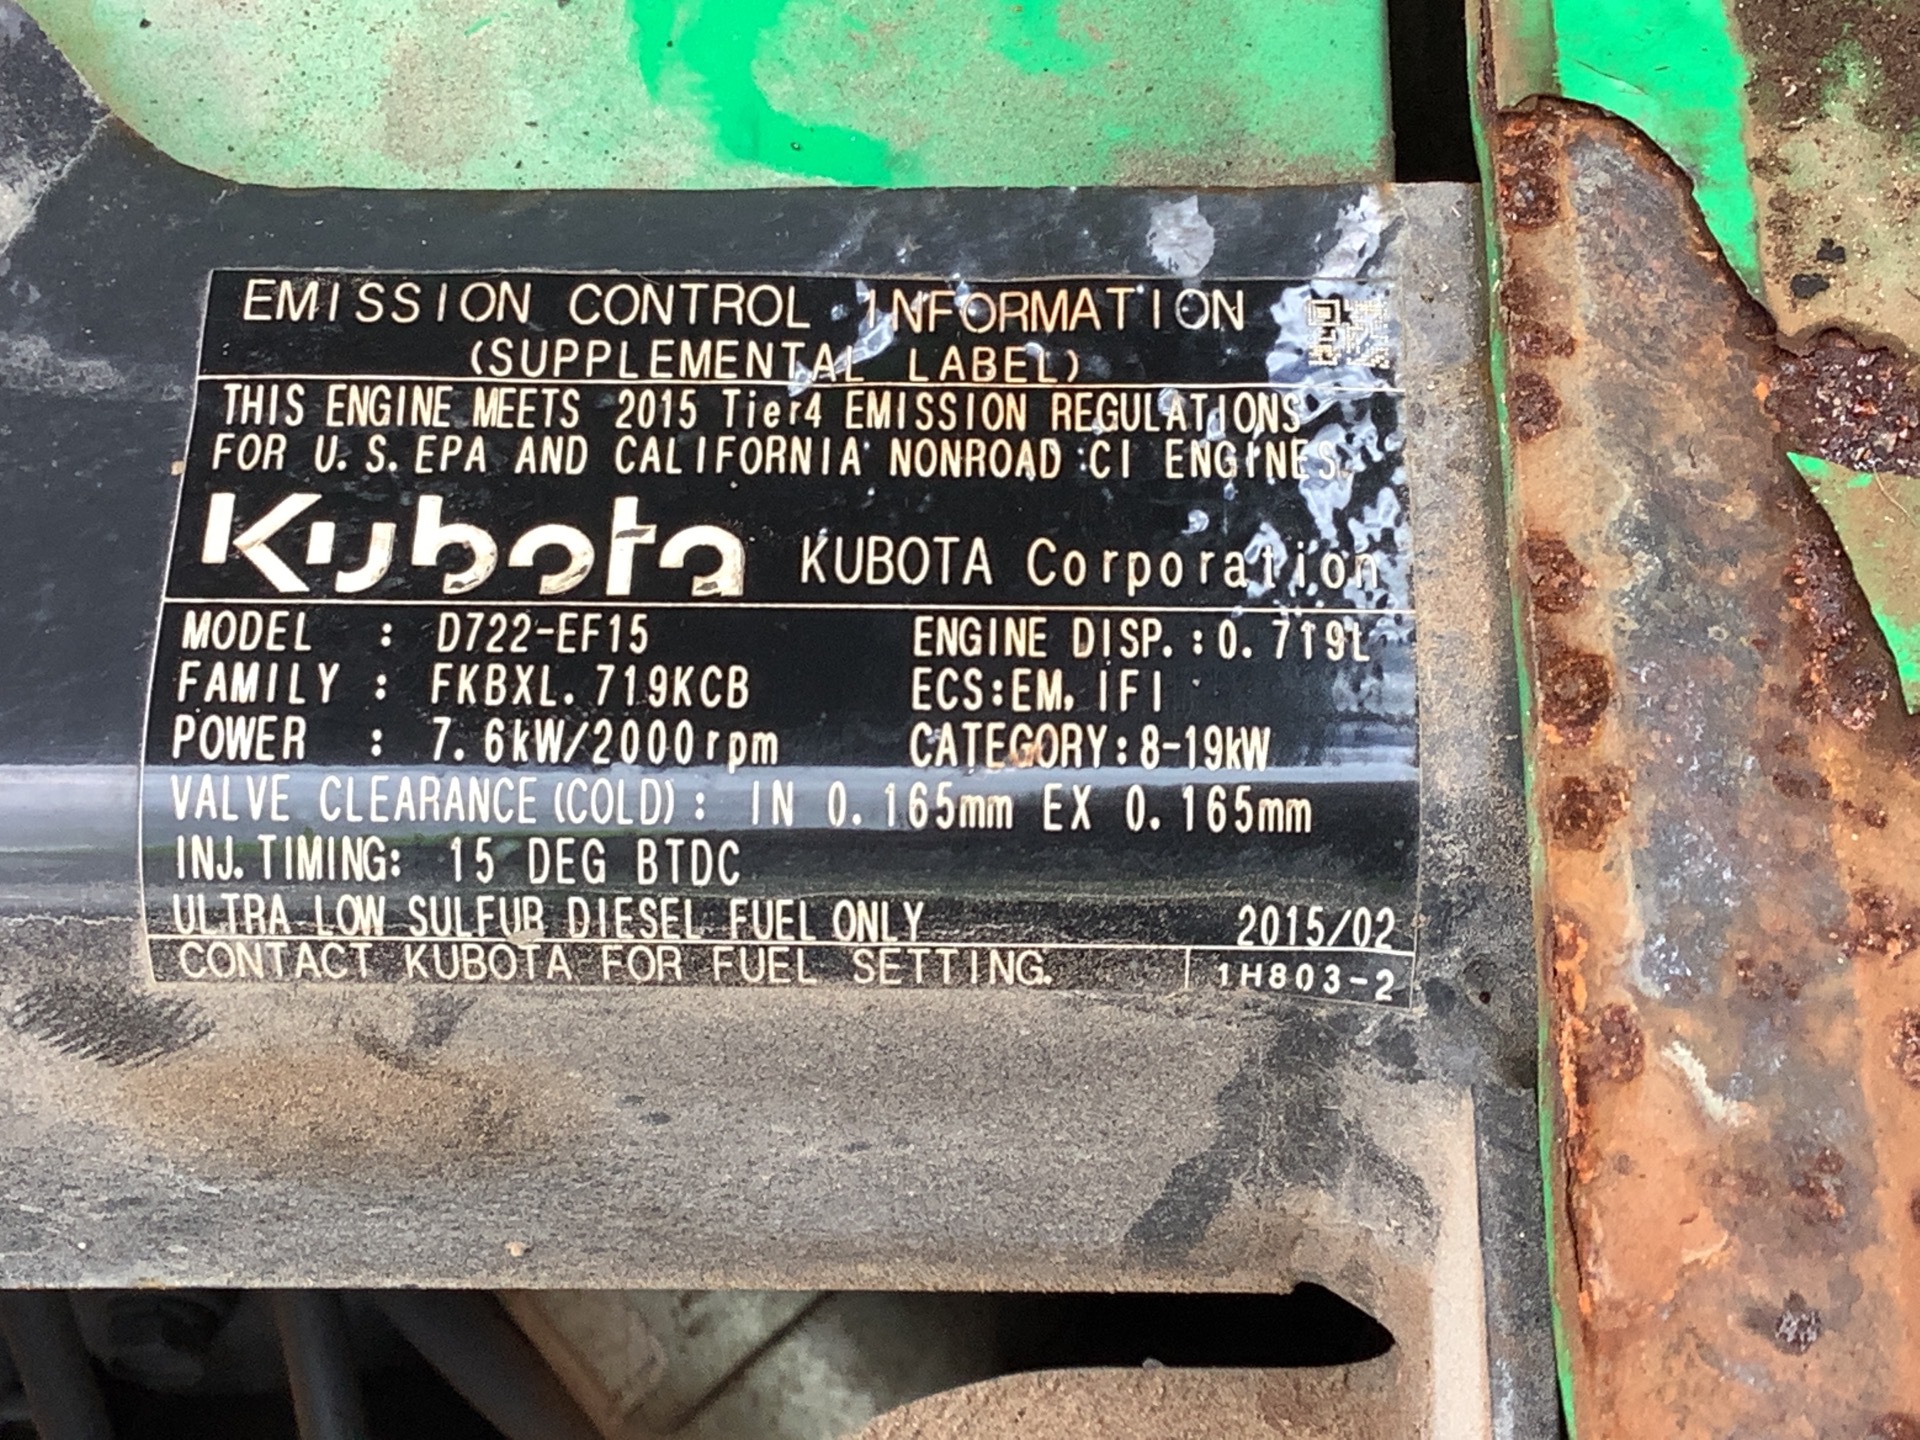 EMISSION CONTROL INFORMATION
(SUPPLEMENTAL LABEL)
THIS ENGINE MEETS 2015 Tier4 EMISSION REGULATIONS
FOR U.S.EPA AND CALIFORNIA NONROAD CI ENGINES.
Kubota KUBOTA Corporation
MODEL : D722-EF15 ENGINE DISP.:0.719L
FAMILY : FKBXL.719KCB ECS:EM, IFI
POWER : 7.6kW/2000rpm CATEGORY:8-19kW
VALVE CLEARANCE(COLD): IN 0.165mm EX 0.165mm
INJ.TIMING: 15 DEG BTDC
ULTRA LOW SULFUR DIESEL FUEL ONLY 2015/02
CONTACT KUBOTA FOR FUEL SETTING. 1H803-2